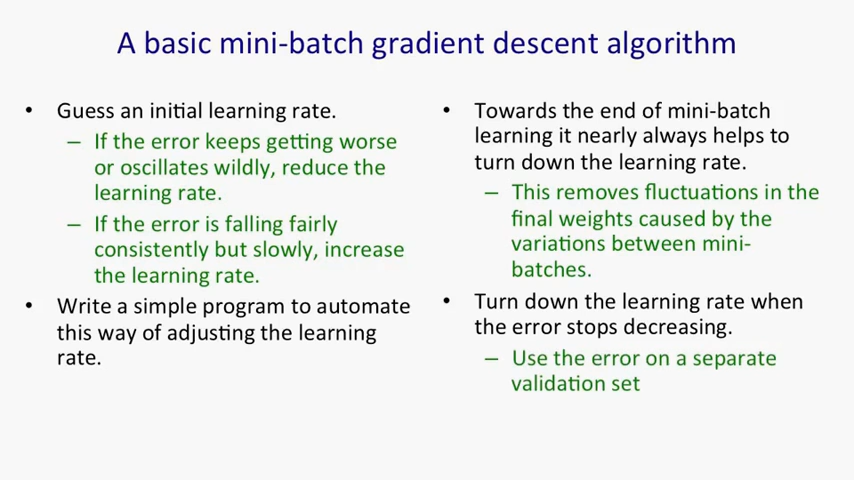 A basic mini-batch gradient descent algorithm
• Guess an initial learning rate.
– If the error keeps getting worse
or oscillates wildly, reduce the
learning rate.
– If the error is falling fairly
consistently but slowly, increase
the learning rate.
• Write a simple program to automate
this way of adjusting the learning
rate.
• Towards the end of mini-batch
learning it nearly always helps to
turn down the learning rate.
– This removes fluctuations in the
final weights caused by the
variations between mini-
batches.
• Turn down the learning rate when
the error stops decreasing.
– Use the error on a separate
validation set